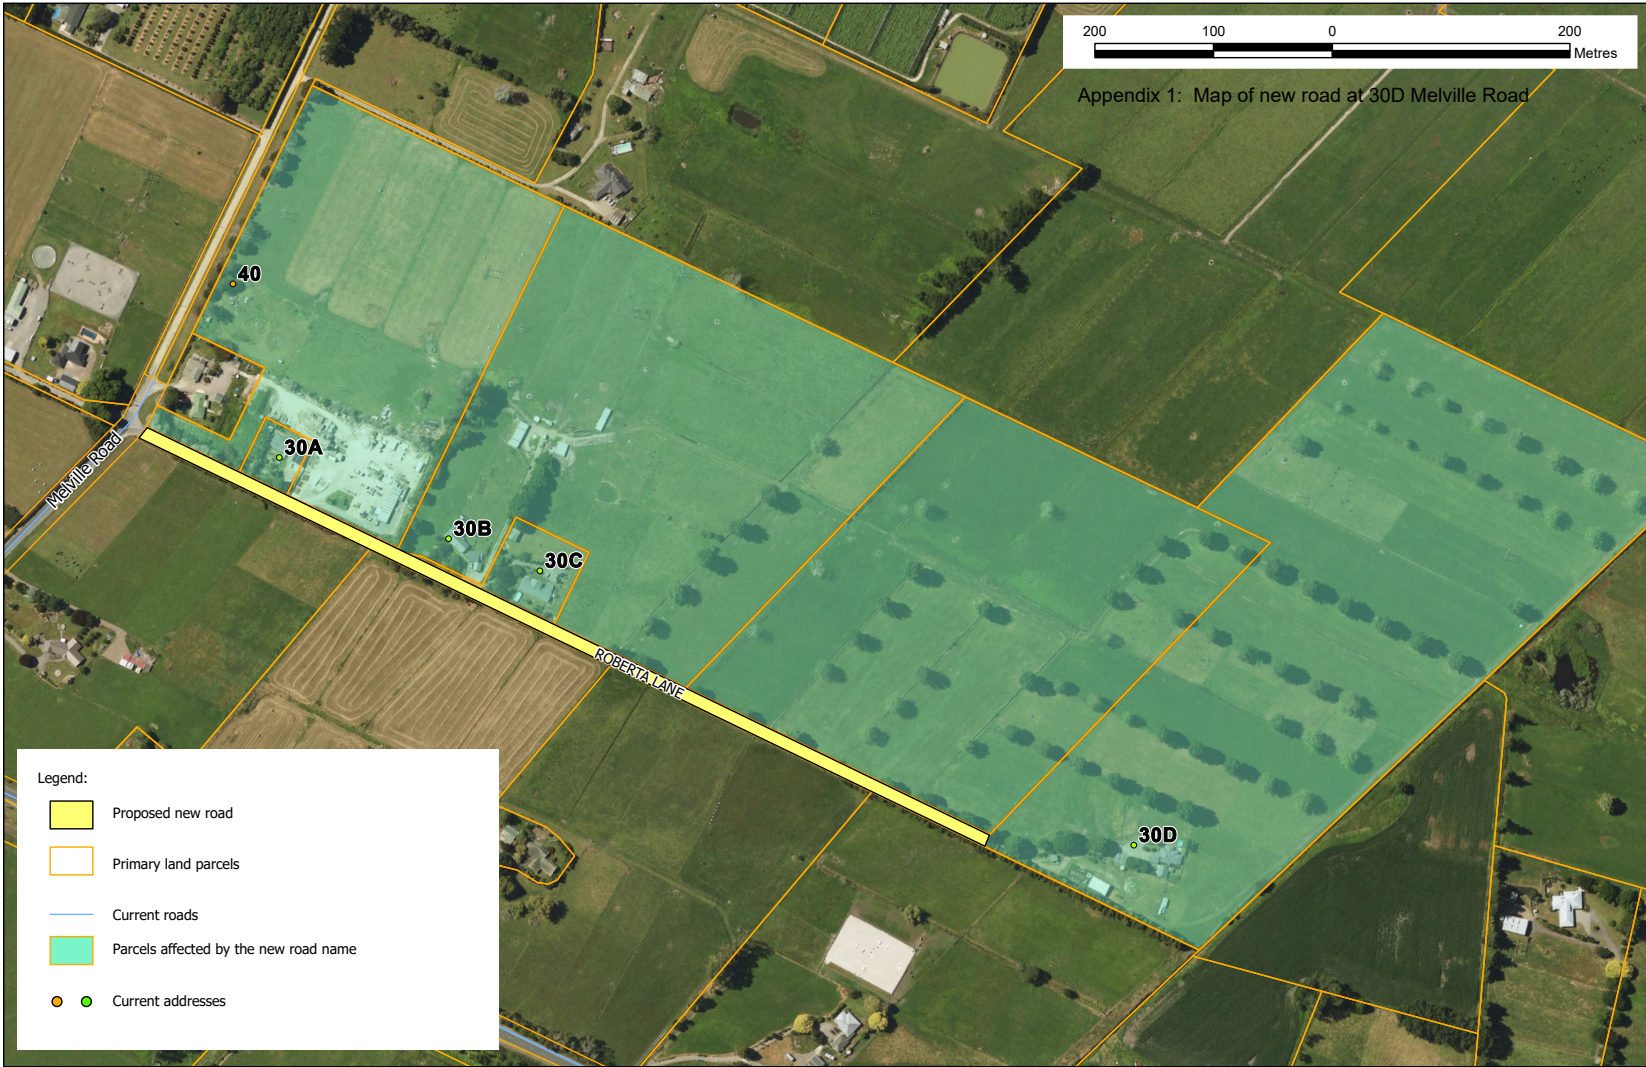 200 100 0 200
Metres
Appendix 1: Map of new road at 30D Melville Road
40
30A
Melville Road
30B
30C
ROBERTA LANE
30D
Legend:
Proposed new road
Primary land parcels
Current roads
Parcels affected by the new road name
Current addresses